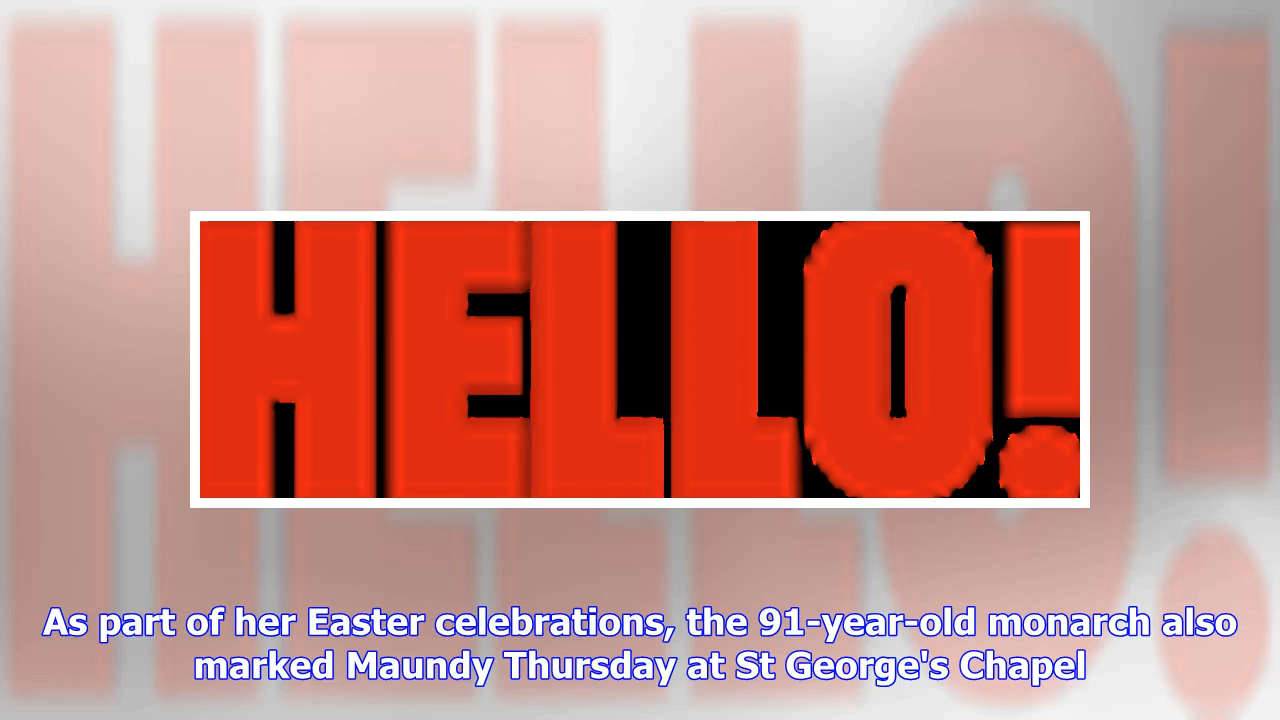 HELLO!
As part of her Easter celebrations, the 91-year-old monarch also
marked Maundy Thursday at St George's Chapel